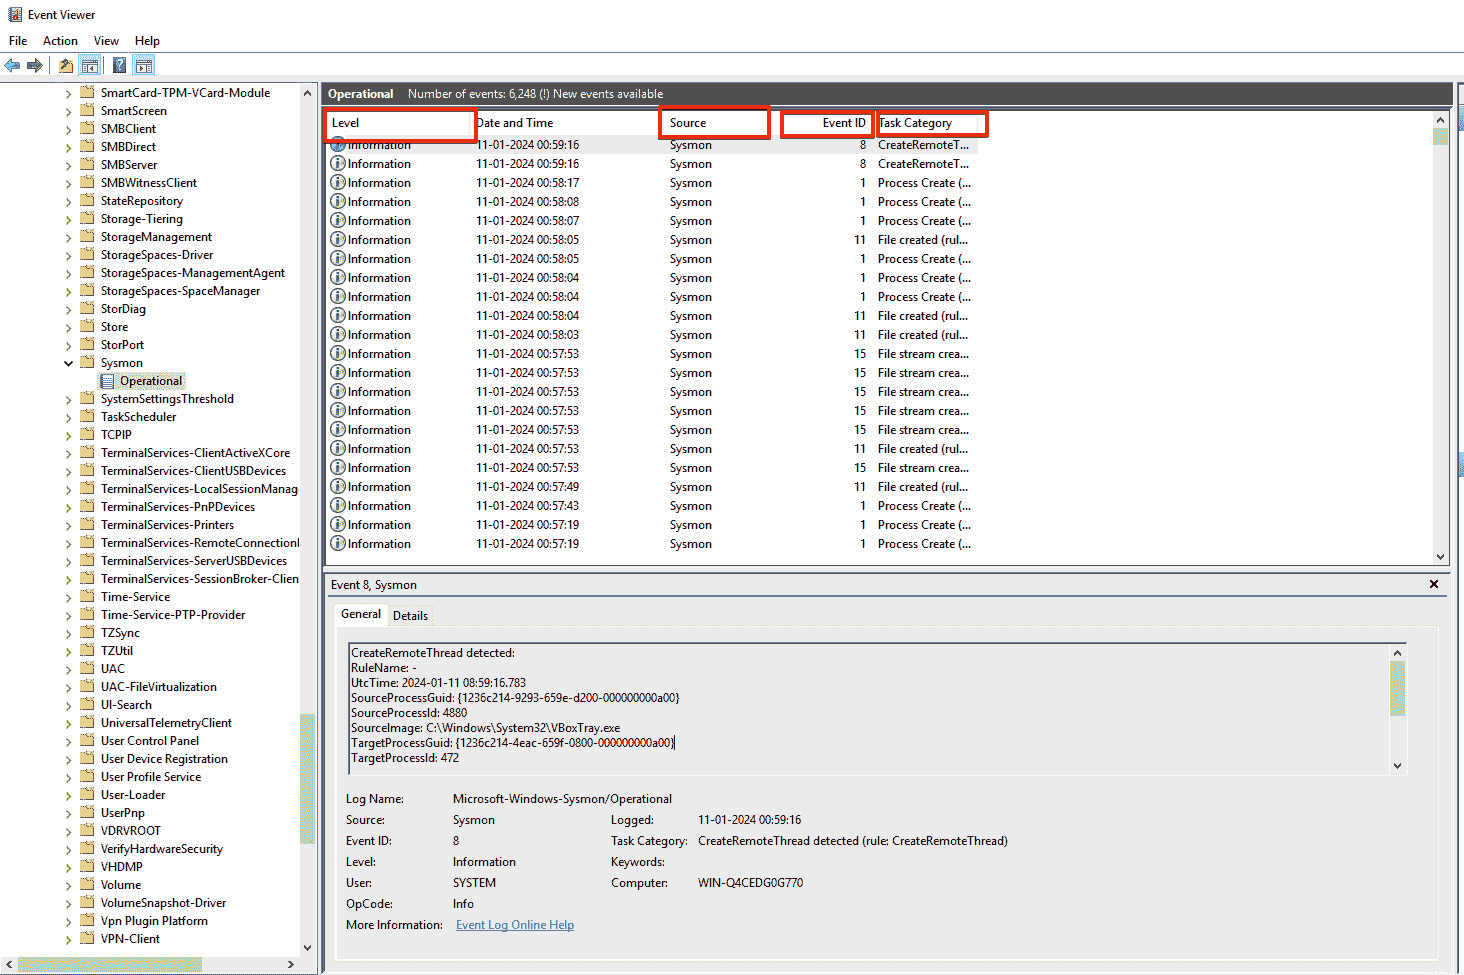 Event Viewer
File Action View Help
SmartCard-TPM-VCard-Module
SmartScreen
SMBClient
SMBDirect
SMBServer
SMBWitnessClient
StateRepository
Storage-Tiering
StorageManagement
StorageSpaces-Driver
StorageSpaces-ManagementAgent
StorageSpaces-SpaceManager
StorDiag
Store
StorPort
Sysmon
Operational
SystemSettingsThreshold
TaskScheduler
TCPIP
TerminalServices-ClientActiveXCore
TerminalServices-ClientUSBDevices
TerminalServices-LocalSessionManag
TerminalServices-PnPDevices
TerminalServices-Printers
TerminalServices-RemoteConnectionl
TerminalServices-ServerUSBDevices
TerminalServices-SessionBroker-Clien
Time-Service
Time-Service-PTP-Provider
TZSync
TZUtil
UAC
UAC-FileVirtualization
UI-Search
UniversalTelemetryClient
User Control Panel
User Device Registration
User Profile Service
User-Loader
UserPnp
VDRVROOT
VerifyHardwareSecurity
VHDMP
Volume
VolumeSnapshot-Driver
Vpn Plugin Platform
VPN-Client
Operational Number of events: 6,248 (!) New events available
Level Date and Time Source Event ID Task Category
Information 11-01-2024 00:59:16 Sysmon 8 CreateRemoteT...
Information 11-01-2024 00:59:16 Sysmon 8 CreateRemoteT...
Information 11-01-2024 00:58:17 Sysmon 1 Process Create (...
Information 11-01-2024 00:58:08 Sysmon 1 Process Create (...
Information 11-01-2024 00:58:07 Sysmon 1 Process Create (...
Information 11-01-2024 00:58:05 Sysmon 11 File created (rul...
Information 11-01-2024 00:58:05 Sysmon 1 Process Create (...
Information 11-01-2024 00:58:04 Sysmon 1 Process Create (...
Information 11-01-2024 00:58:04 Sysmon 1 Process Create (...
Information 11-01-2024 00:58:04 Sysmon 11 File created (rul...
Information 11-01-2024 00:58:03 Sysmon 11 File created (rul...
Information 11-01-2024 00:57:53 Sysmon 15 File stream crea...
Information 11-01-2024 00:57:53 Sysmon 15 File stream crea...
Information 11-01-2024 00:57:53 Sysmon 15 File stream crea...
Information 11-01-2024 00:57:53 Sysmon 15 File stream crea...
Information 11-01-2024 00:57:53 Sysmon 15 File stream crea...
Information 11-01-2024 00:57:53 Sysmon 11 File created (rul...
Information 11-01-2024 00:57:53 Sysmon 15 File stream crea...
Information 11-01-2024 00:57:49 Sysmon 11 File created (rul...
Information 11-01-2024 00:57:43 Sysmon 1 Process Create (...
Information 11-01-2024 00:57:19 Sysmon 1 Process Create (...
Information 11-01-2024 00:57:19 Sysmon 1 Process Create (...
Event 8, Sysmon
General Details
CreateRemoteThread detected:
RuleName: -
UtcTime: 2024-01-11 08:59:16.783
SourceProcessGuid: {1236c214-9293-659e-d200-000000000a00}
SourceProcessId: 4880
SourceImage: C:\Windows\System32\VBoxTray.exe
TargetProcessGuid: {1236c214-4eac-659f-0800-000000000a00}
TargetProcessId: 472
Log Name: Microsoft-Windows-Sysmon/Operational
Source: Sysmon Logged: 11-01-2024 00:59:16
Event ID: 8 Task Category: CreateRemoteThread detected (rule: CreateRemoteThread)
Level: Information Keywords:
User: SYSTEM Computer: WIN-Q4CEDG0G770
OpCode: Info
More Information: Event Log Online Help